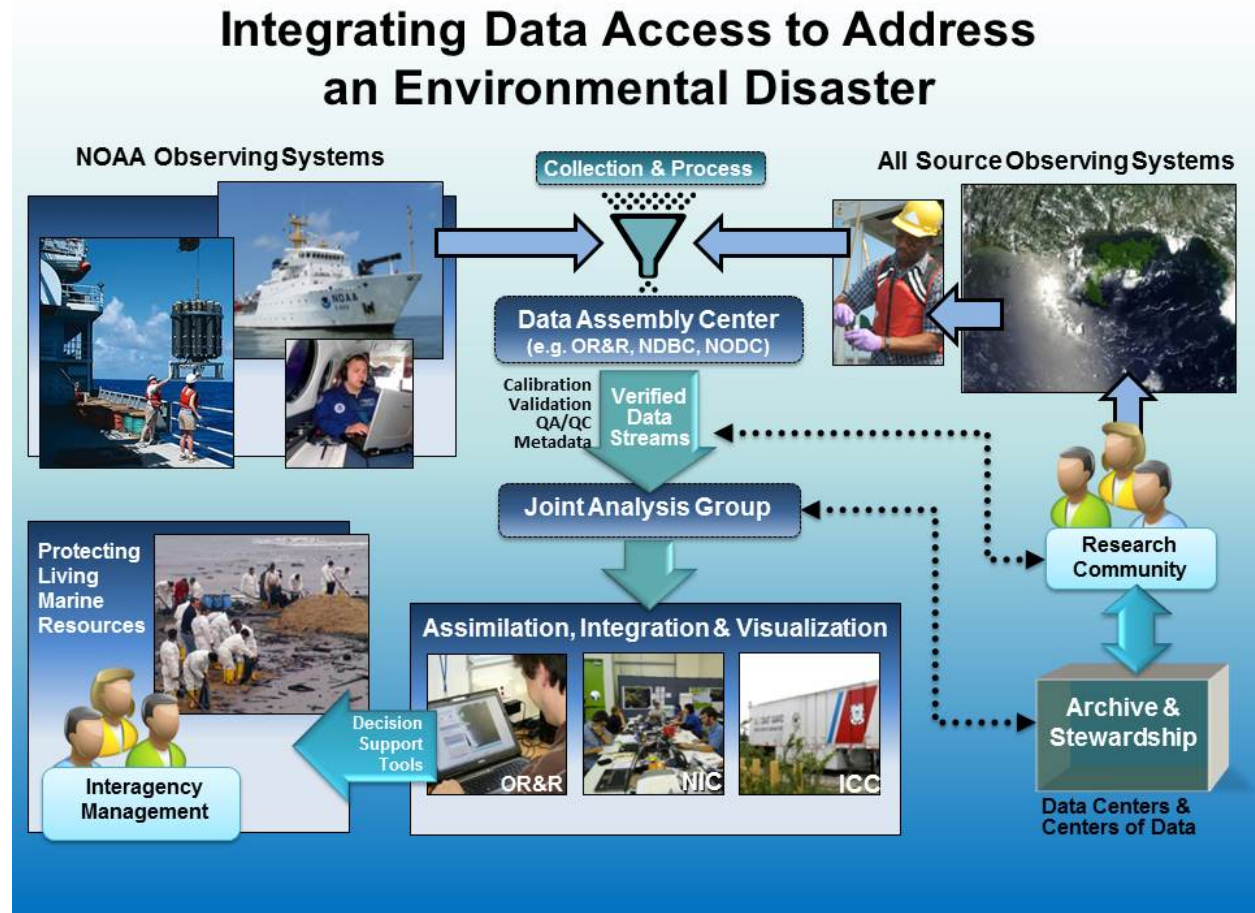 Integrating Data Access to Address
an Environmental Disaster
NOAA Observing Systems
Collection & Process
All Source Observing Systems
NOAA
Data Assembly Center
(e.g. OR&R, NDBC, NODC)
Calibration
Validation
QA/QC
Metadata
Verified
Data
Streams
Joint Analysis Group
Research
Community
Protecting
Living
Marine
Resources
Assimilation, Integration & Visualization
OR&R
NIC
ICC
Decision
Support
Tools
Interagency
Management
Archive &
Stewardship
Data Centers &
Centers of Data